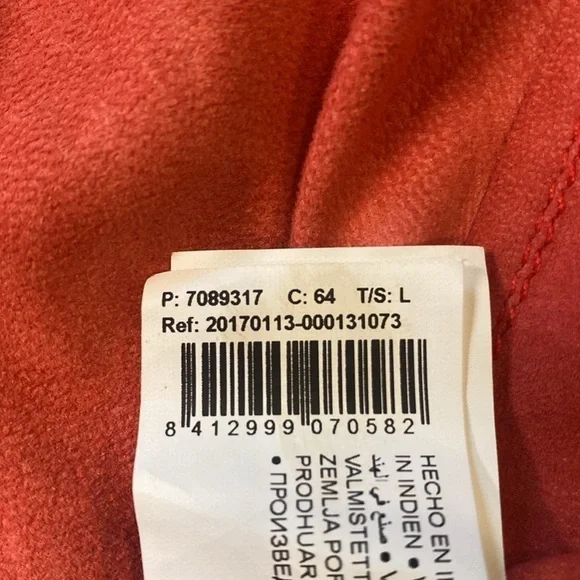 P: 7089317 C: 64 T/S: L
Ref: 20170113-000131073
8 412999 070582
HECHO EN I
IN INDIEN •
• صنع في الهند •
VALMISTETT
ZEMLJA POR
PRODHUAR
• ПРОИЗВЕД